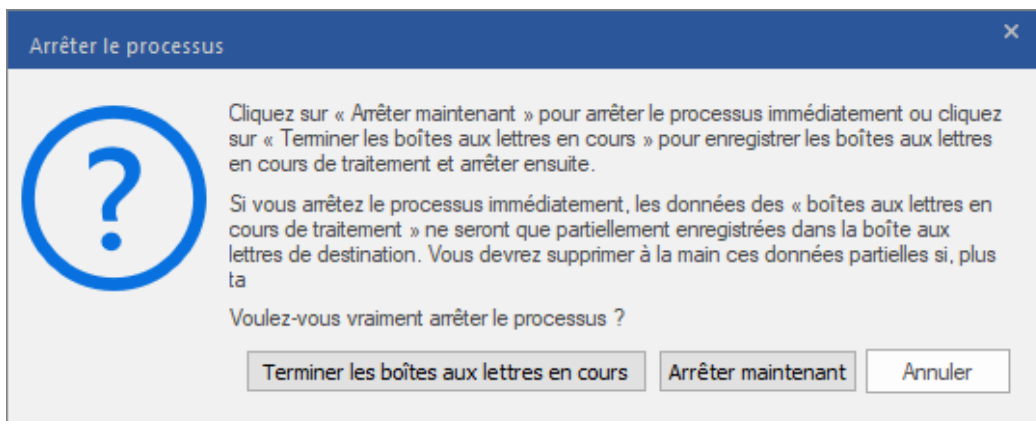 Arrêter le processus
Cliquez sur « Arrêter maintenant » pour arrêter le processus immédiatement ou cliquez
sur « Terminer les boîtes aux lettres en cours » pour enregistrer les boîtes aux lettres
en cours de traitement et arrêter ensuite.
Si vous arrêtez le processus immédiatement, les données des « boîtes aux lettres en
cours de traitement » ne seront que partiellement enregistrées dans la boîte aux
lettres de destination. Vous devrez supprimer à la main ces données partielles si, plus
ta
Voulez-vous vraiment arrêter le processus ?
Terminer les boîtes aux lettres en cours Arrêter maintenant Annuler